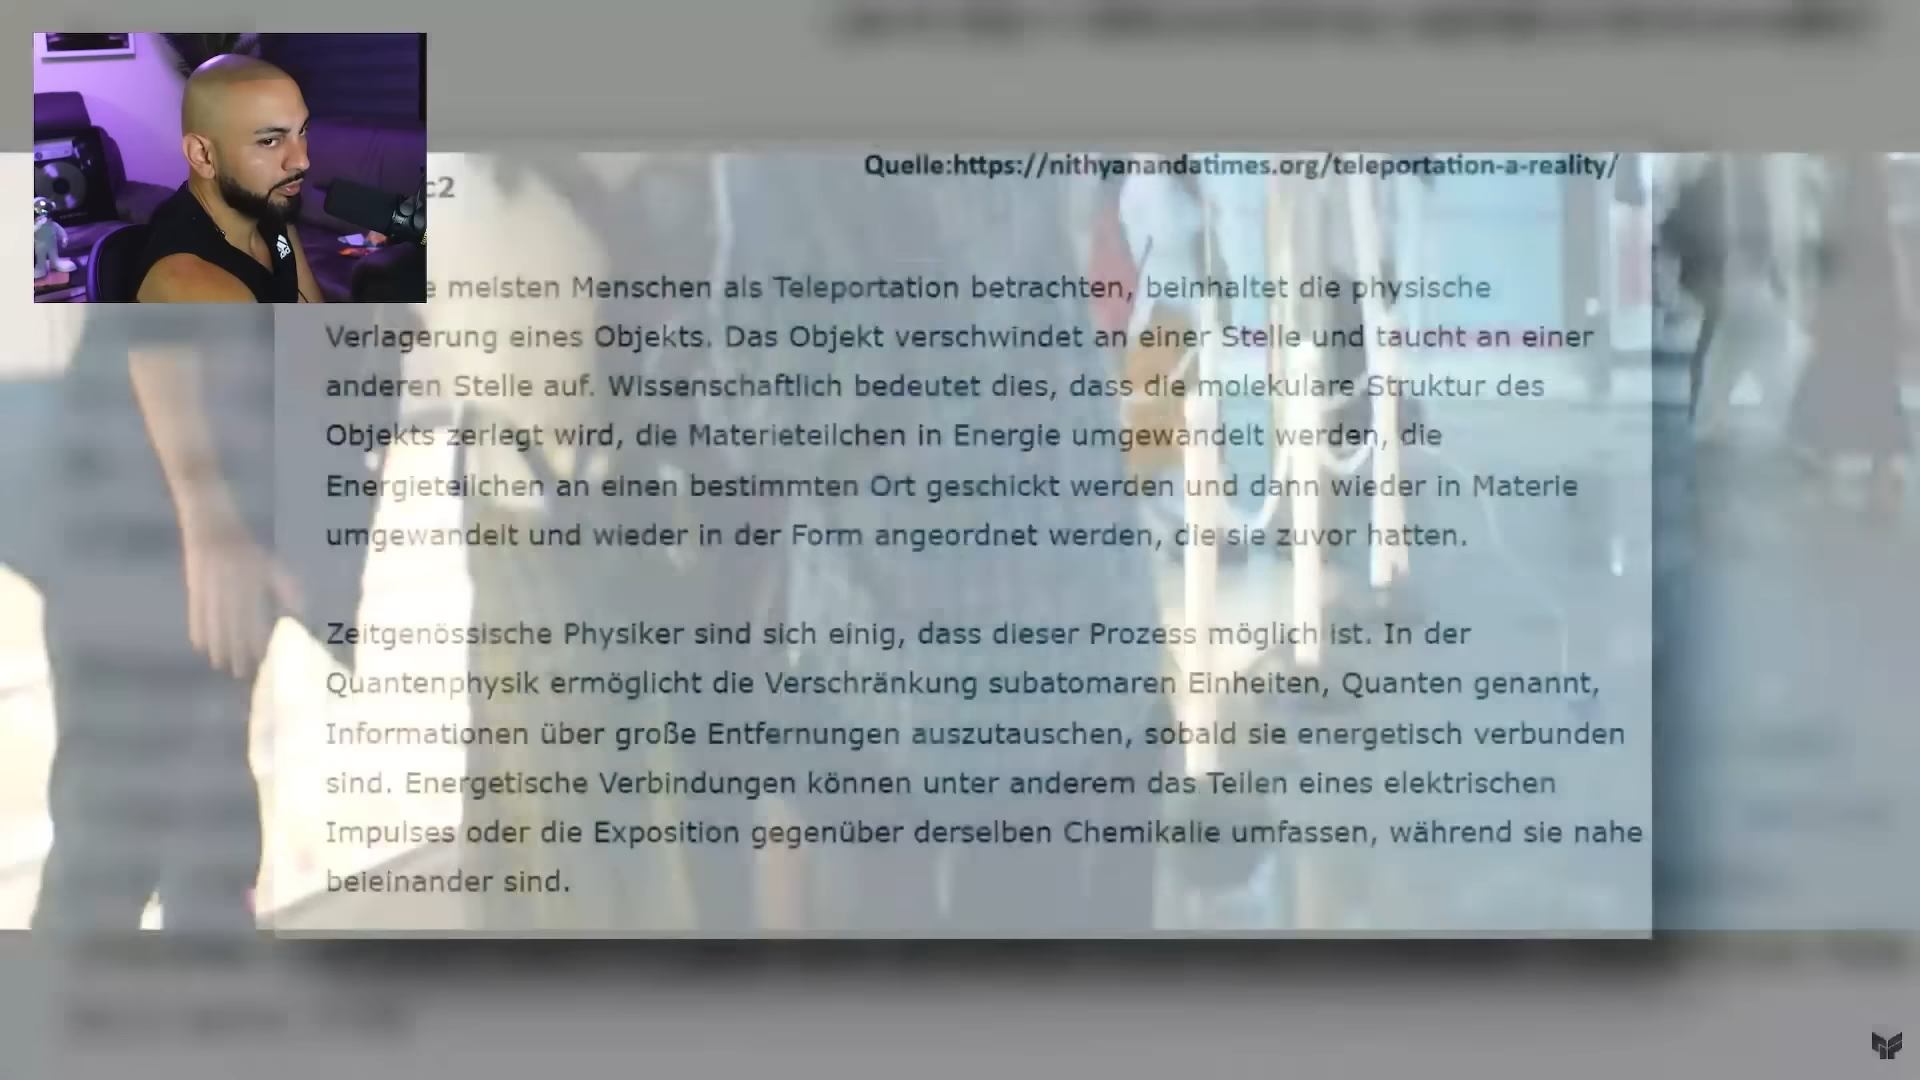 Quelle:https://nithyanandatimes.org/teleportation-a-reality/
c2
e meisten Menschen als Teleportation betrachten, beinhaltet die physische
Verlagerung eines Objekts. Das Objekt verschwindet an einer Stelle und taucht an einer
anderen Stelle auf. Wissenschaftlich bedeutet dies, dass die molekulare Struktur des
Objekts zerlegt wird, die Materieteilchen in Energie umgewandelt werden, die
Energieteilchen an einen bestimmten Ort geschickt werden und dann wieder in Materie
umgewandelt und wieder in der Form angeordnet werden, die sie zuvor hatten.
Zeitgenössische Physiker sind sich einig, dass dieser Prozess möglich ist. In der
Quantenphysik ermöglicht die Verschränkung subatomaren Einheiten, Quanten genannt,
Informationen über große Entfernungen auszutauschen, sobald sie energetisch verbunden
sind. Energetische Verbindungen können unter anderem das Teilen eines elektrischen
Impulses oder die Exposition gegenüber derselben Chemikalie umfassen, während sie nahe
beieinander sind.